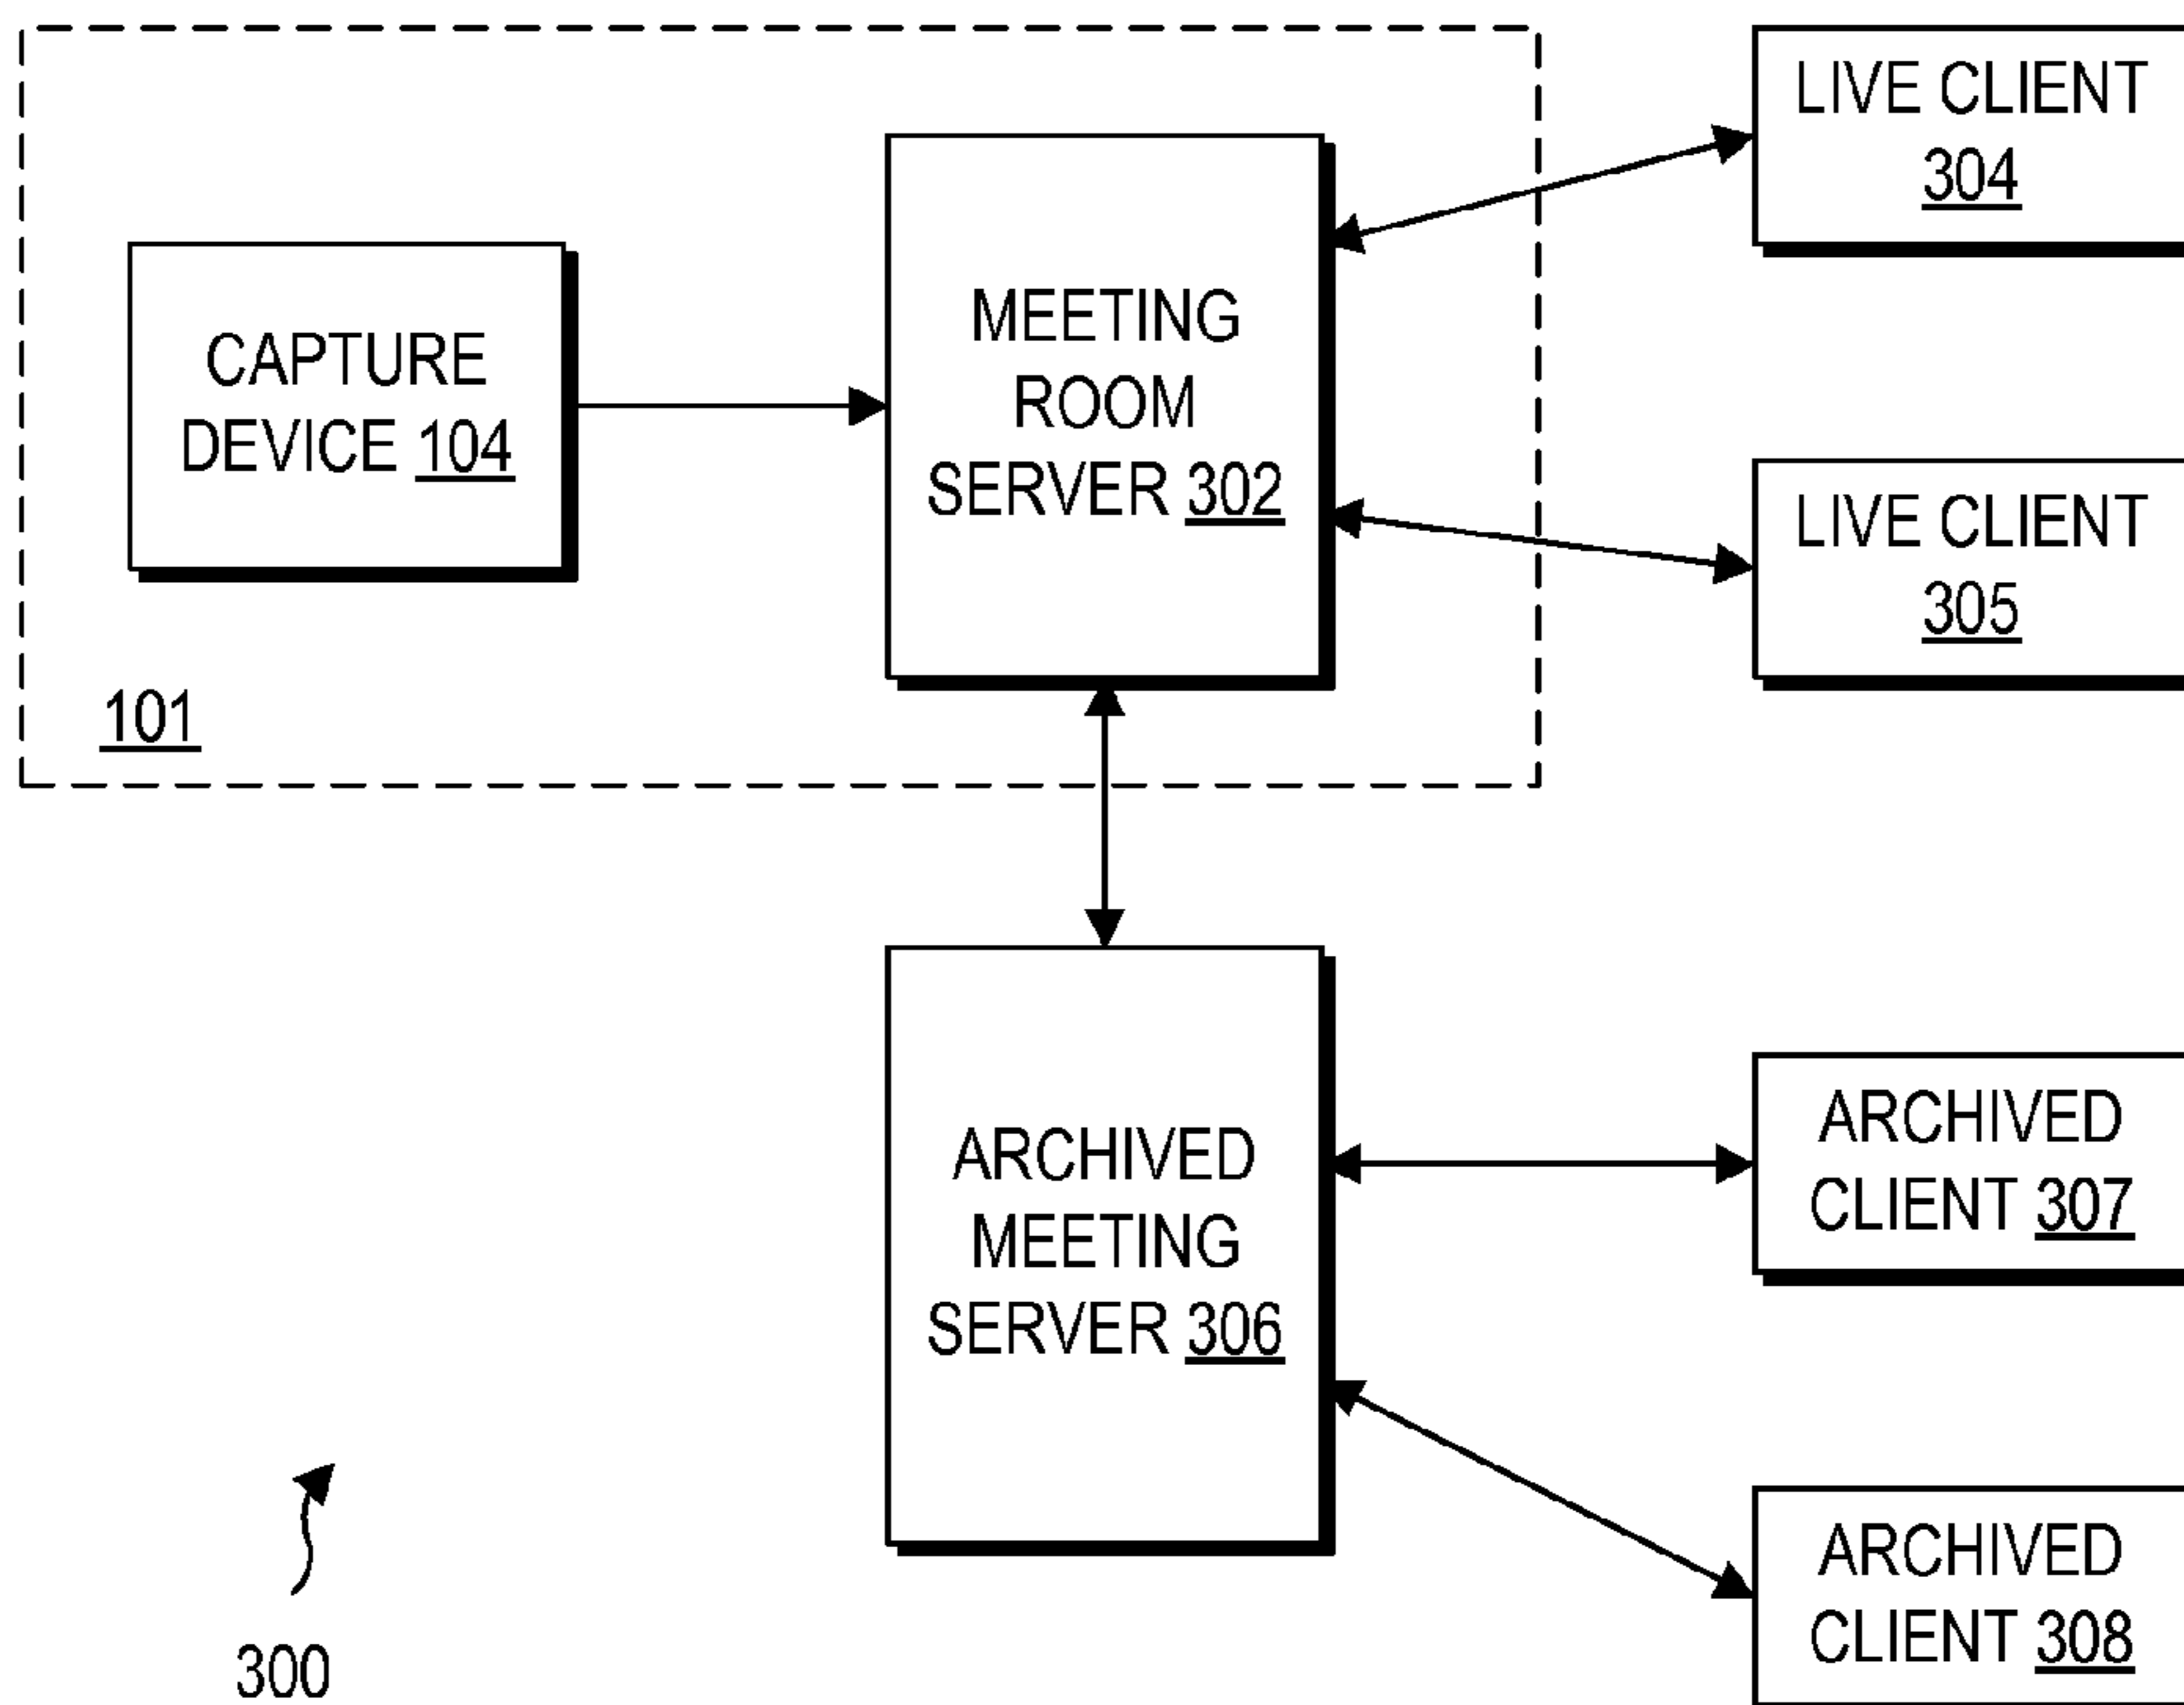 CAPTURE
DEVICE 104
MEETING
ROOM
SERVER 302
LIVE CLIENT
304
LIVE CLIENT
305
101
ARCHIVED
MEETING
SERVER 306
ARCHIVED
CLIENT 307
ARCHIVED
CLIENT 308
300